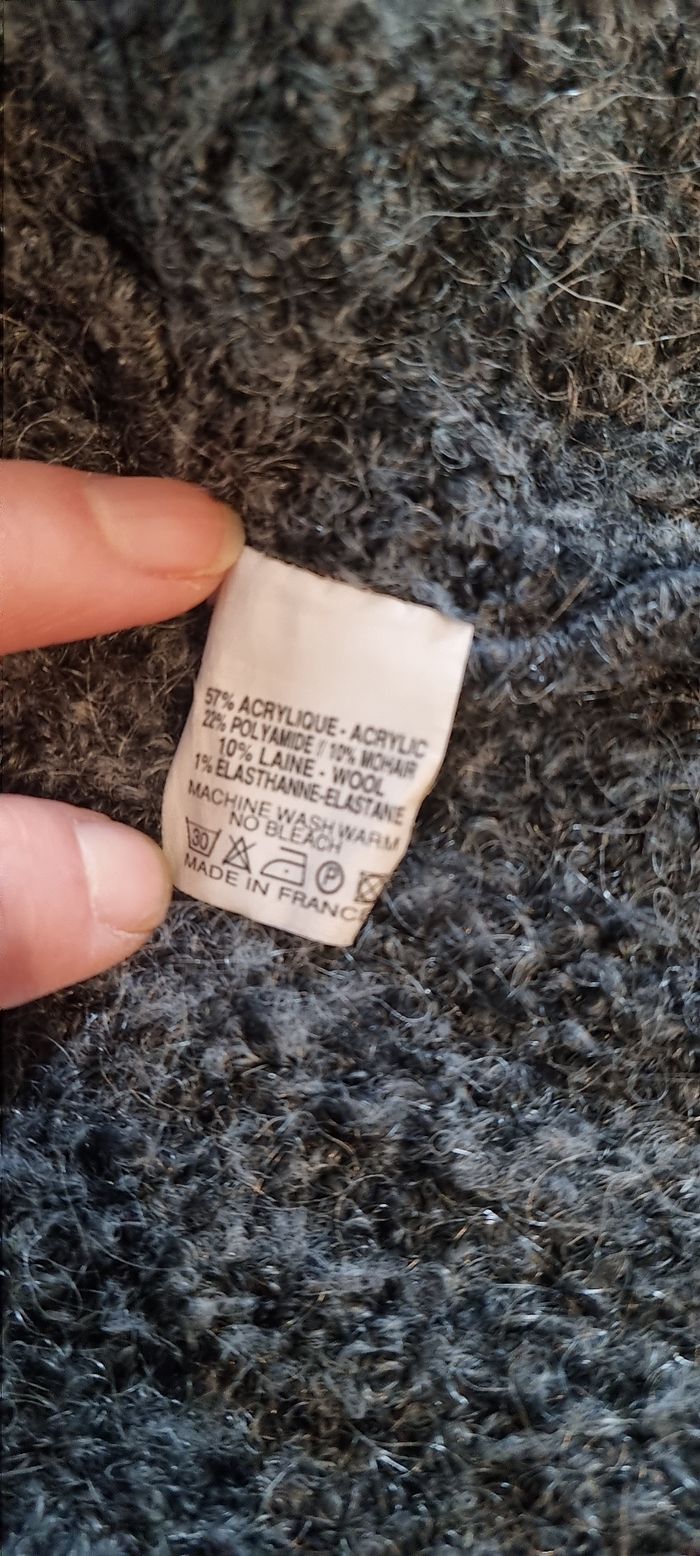 57% ACRYLIQUE - ACRYLIC
22% POLYAMIDE // 10% MOHAIR
10% LAINE - WOOL
1% ELASTHANNE-ELASTANE
MACHINE WASH WARM
NO BLEACH
30 P
MADE IN FRANCE